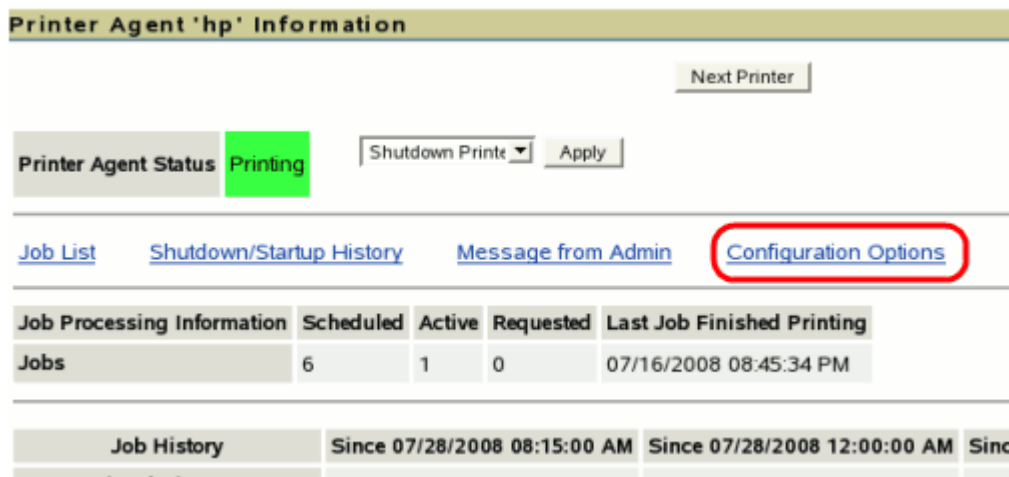 Printer Agent 'hp' Information
Next Printer
Printer Agent Status Printing Shutdown Printe Apply
Job List Shutdown/Startup History Message from Admin Configuration Options
Job Processing Information Scheduled Active Requested Last Job Finished Printing
Jobs 6 1 0 07/16/2008 08:45:34 PM
Job History Since 07/28/2008 08:15:00 AM Since 07/28/2008 12:00:00 AM Sinc